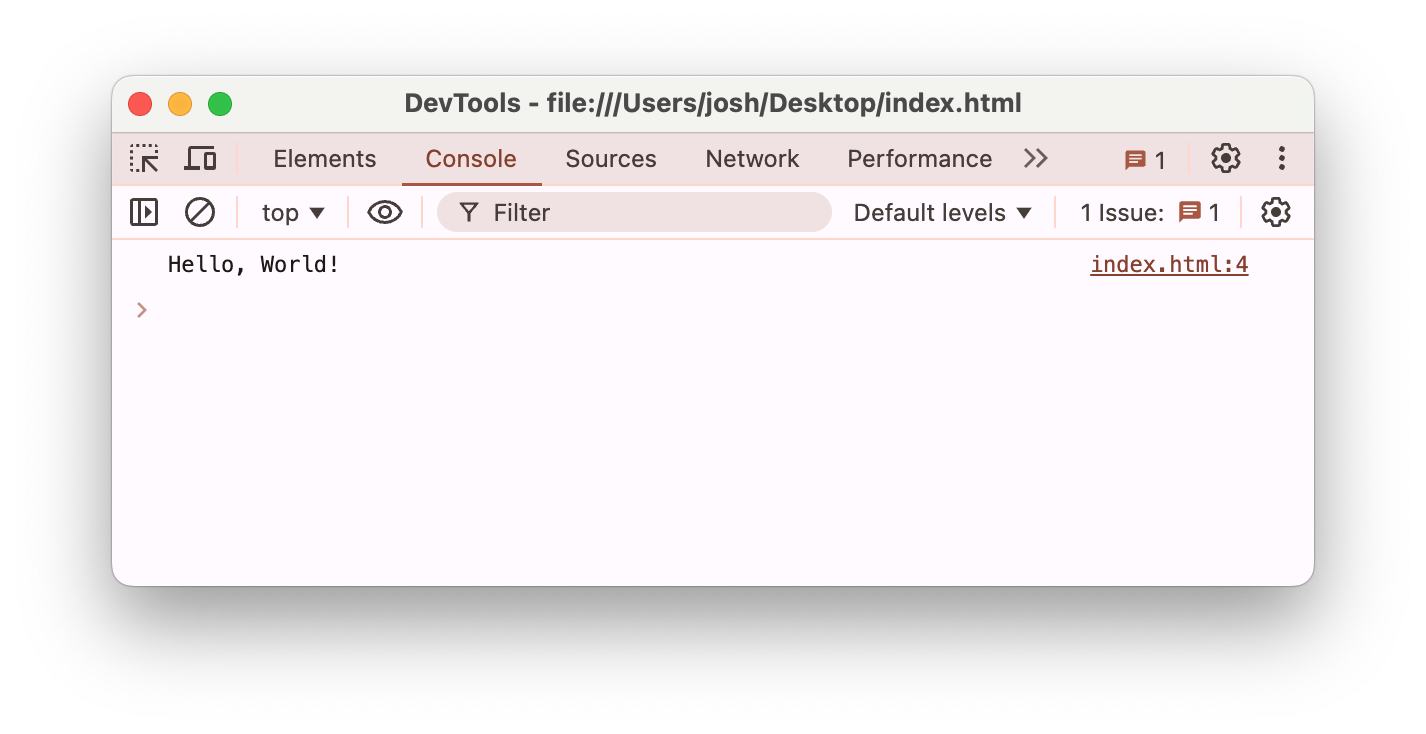 DevTools - file:///Users/josh/Desktop/index.html
Elements Console Sources Network Performance 1
top Filter Default levels 1 Issue: 1
Hello, World! index.html:4